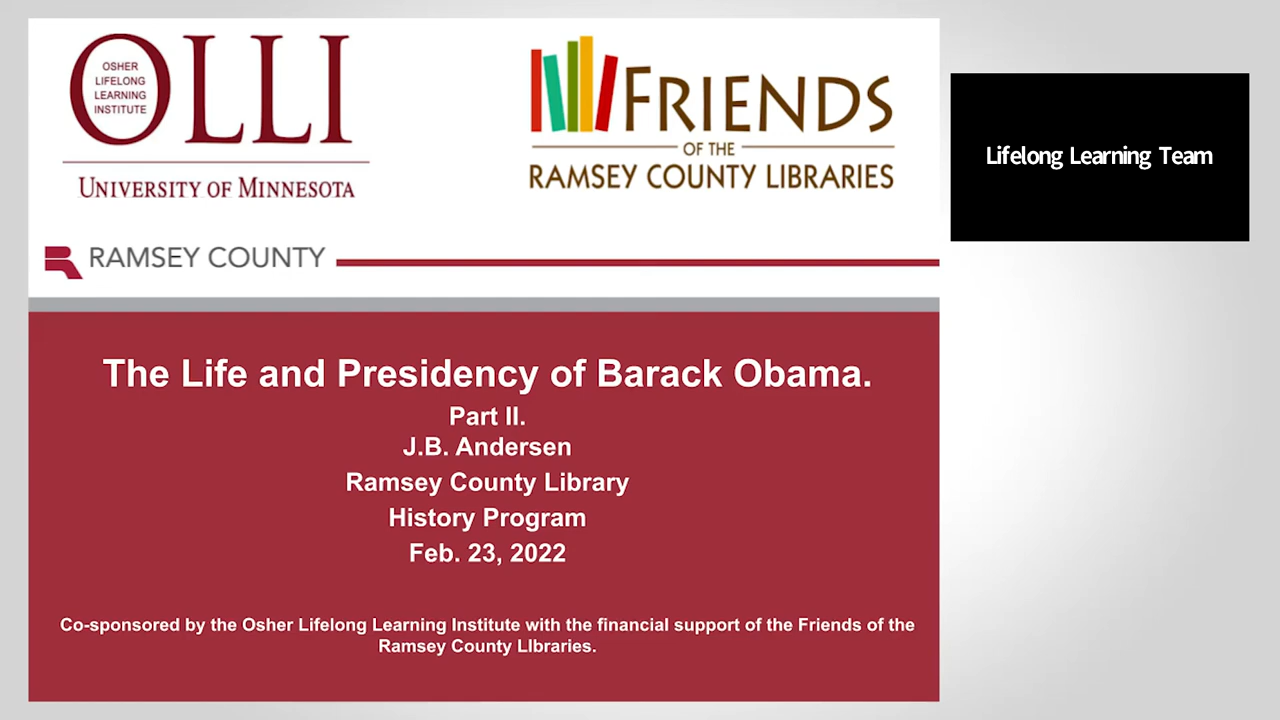 OLLI
OSHER
LIFELONG
LEARNING
INSTITUTE
UNIVERSITY OF MINNESOTA
FRIENDS
OF THE
RAMSEY COUNTY LIBRARIES
Lifelong Learning Team
RAMSEY COUNTY
The Life and Presidency of Barack Obama.
Part II.
J.B. Andersen
Ramsey County Library
History Program
Feb. 23, 2022
Co-sponsored by the Osher Lifelong Learning Institute with the financial support of the Friends of the
Ramsey County LIbraries.